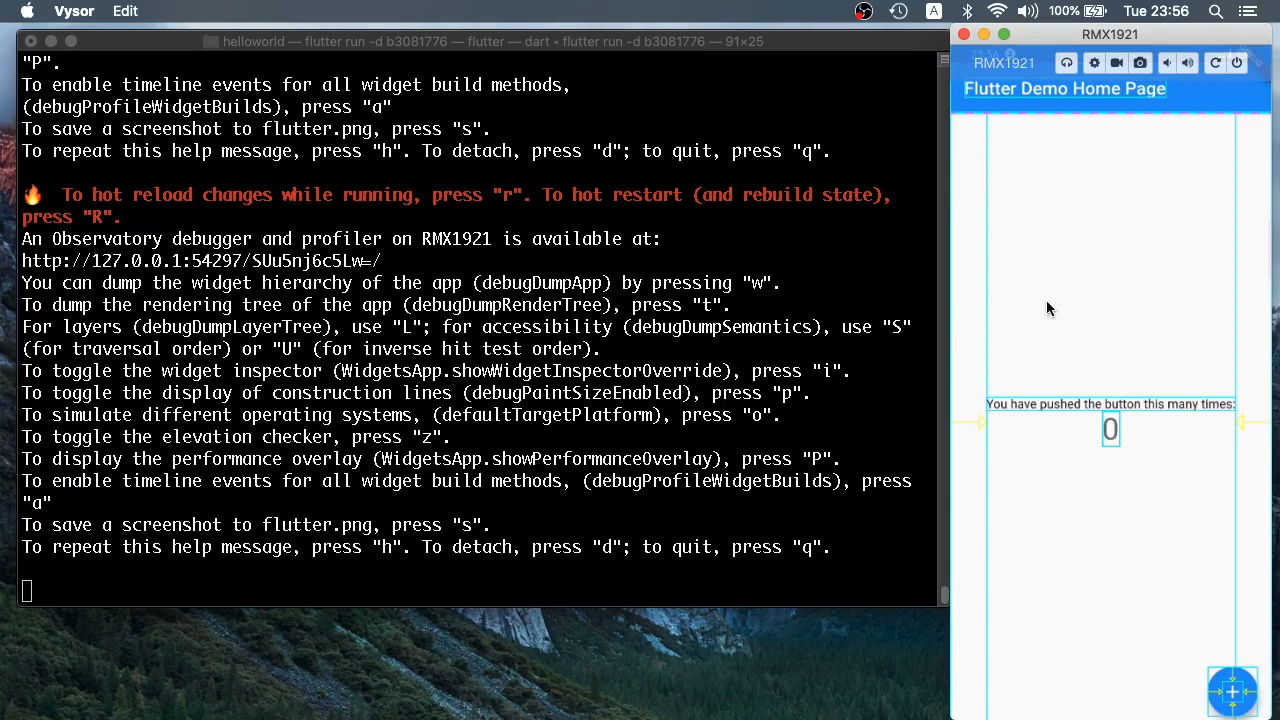 Vysor Edit
A 100% Tue 23:56
helloworld — flutter run -d b3081776 — flutter — dart • flutter run -d b3081776 — 91×25
"P".
To enable timeline events for all widget build methods,
(debugProfileWidgetBuilds), press "a"
To save a screenshot to flutter.png, press "s".
To repeat this help message, press "h". To detach, press "d"; to quit, press "q".
🔥 To hot reload changes while running, press "r". To hot restart (and rebuild state),
press "R".
An Observatory debugger and profiler on RMX1921 is available at:
http://127.0.0.1:54297/SUu5nj6c5Lw=/
You can dump the widget hierarchy of the app (debugDumpApp) by pressing "w".
To dump the rendering tree of the app (debugDumpRenderTree), press "t".
For layers (debugDumpLayerTree), use "L"; for accessibility (debugDumpSemantics), use "S"
(for traversal order) or "U" (for inverse hit test order).
To toggle the widget inspector (WidgetsApp.showWidgetInspectorOverride), press "i".
To toggle the display of construction lines (debugPaintSizeEnabled), press "p".
To simulate different operating systems, (defaultTargetPlatform), press "o".
To toggle the elevation checker, press "z".
To display the performance overlay (WidgetsApp.showPerformanceOverlay), press "P".
To enable timeline events for all widget build methods, (debugProfileWidgetBuilds), press
"a"
To save a screenshot to flutter.png, press "s".
To repeat this help message, press "h". To detach, press "d"; to quit, press "q".
RMX1921
RMX1921
Flutter Demo Home Page
You have pushed the button this many times:
0